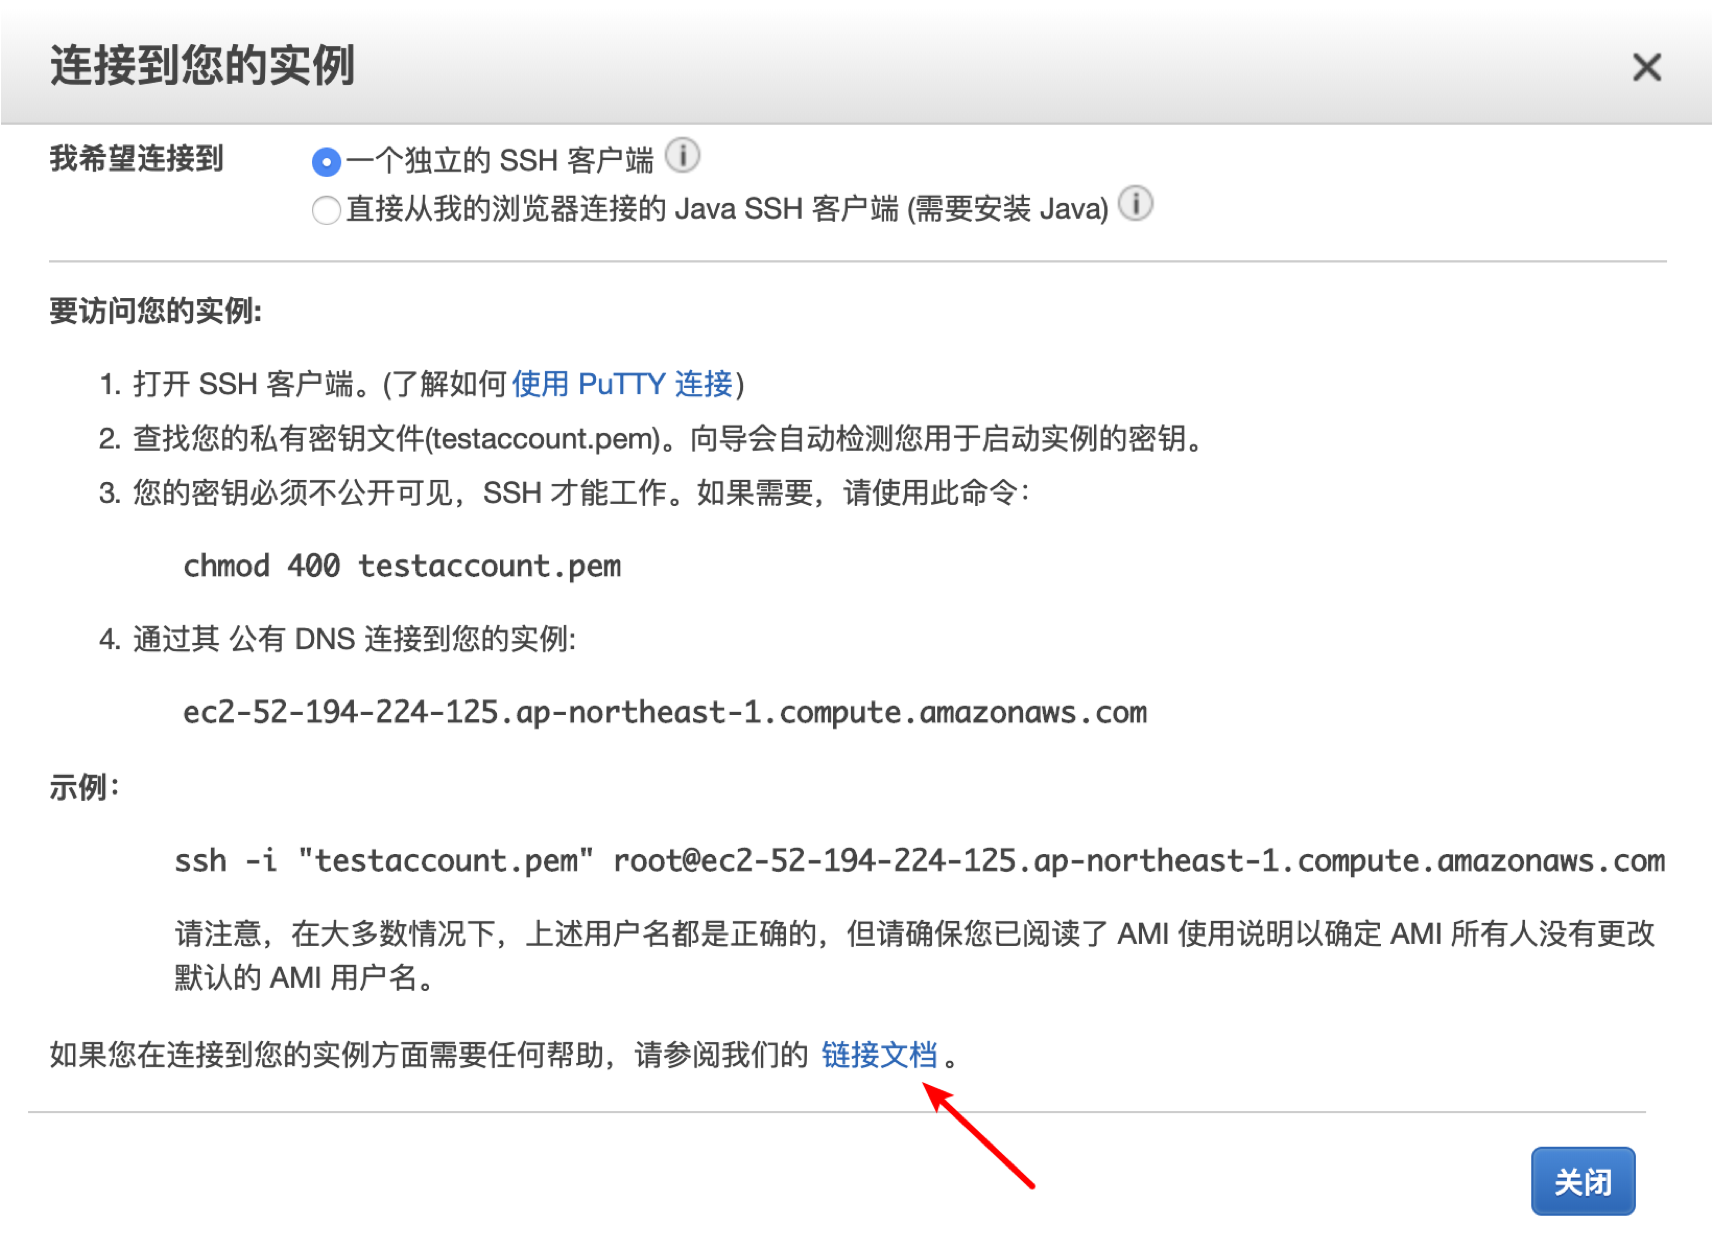 连接到您的实例
我希望连接到
一个独立的 SSH 客户端
直接从我的浏览器连接的 Java SSH 客户端 (需要安装 Java)
要访问您的实例:
1. 打开 SSH 客户端。(了解如何使用 PuTTY 连接)
2. 查找您的私有密钥文件(testaccount.pem)。向导会自动检测您用于启动实例的密钥。
3. 您的密钥必须不公开可见，SSH 才能工作。如果需要，请使用此命令：
chmod 400 testaccount.pem
4. 通过其 公有 DNS 连接到您的实例:
ec2-52-194-224-125.ap-northeast-1.compute.amazonaws.com
示例：
ssh -i "testaccount.pem" root@ec2-52-194-224-125.ap-northeast-1.compute.amazonaws.com
请注意，在大多数情况下，上述用户名都是正确的，但请确保您已阅读了 AMI 使用说明以确定 AMI 所有人没有更改
默认的 AMI 用户名。
如果您在连接到您的实例方面需要任何帮助，请参阅我们的 链接文档 。
关闭